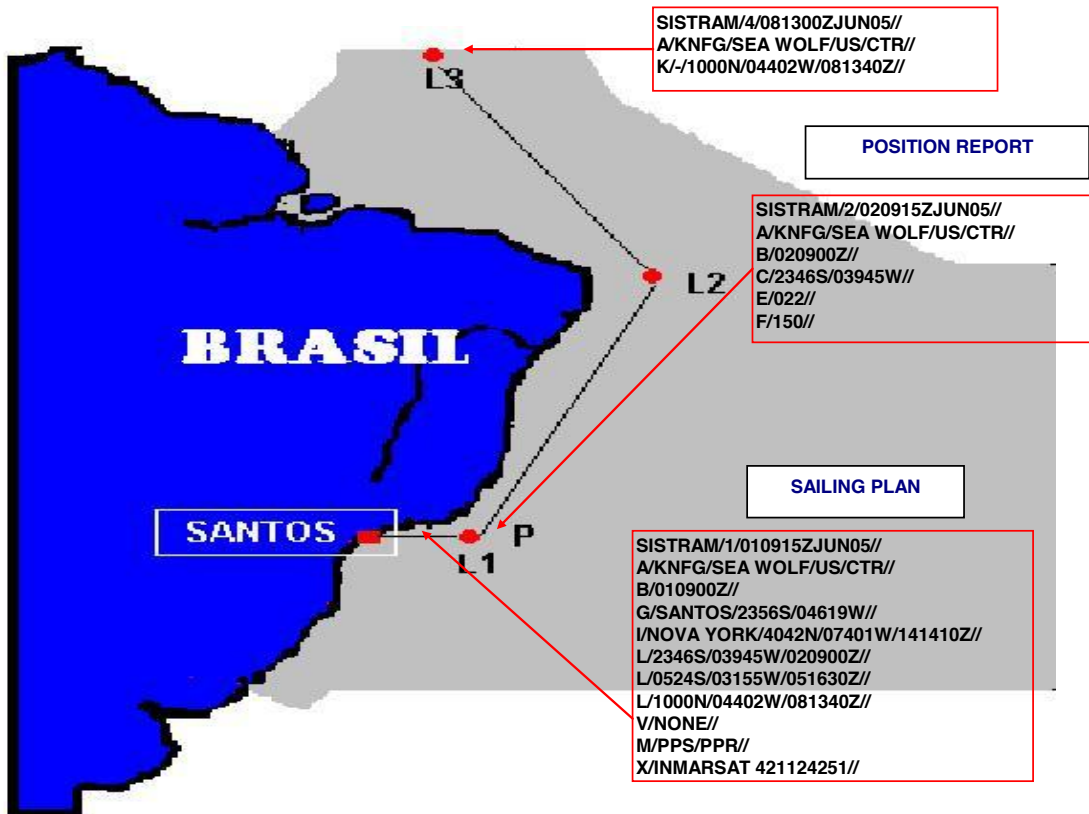 SISTRAM/4/081300ZJUN05//
A/KNFG/SEA WOLF/US/CTR//
K/-/1000N/04402W/081340Z//
L3
POSITION REPORT
SISTRAM/2/020915ZJUN05//
A/KNFG/SEA WOLF/US/CTR//
B/020900Z//
C/2346S/03945W//
E/022//
F/150//
L2
BRASIL
SAILING PLAN
SANTOS
L1
P
SISTRAM/1/010915ZJUN05//
A/KNFG/SEA WOLF/US/CTR//
B/010900Z//
G/SANTOS/2356S/04619W//
I/NOVA YORK/4042N/07401W/141410Z//
L/2346S/03945W/020900Z//
L/0524S/03155W/051630Z//
L/1000N/04402W/081340Z//
V/NONE//
M/PPS/PPR//
X/INMARSAT 421124251//